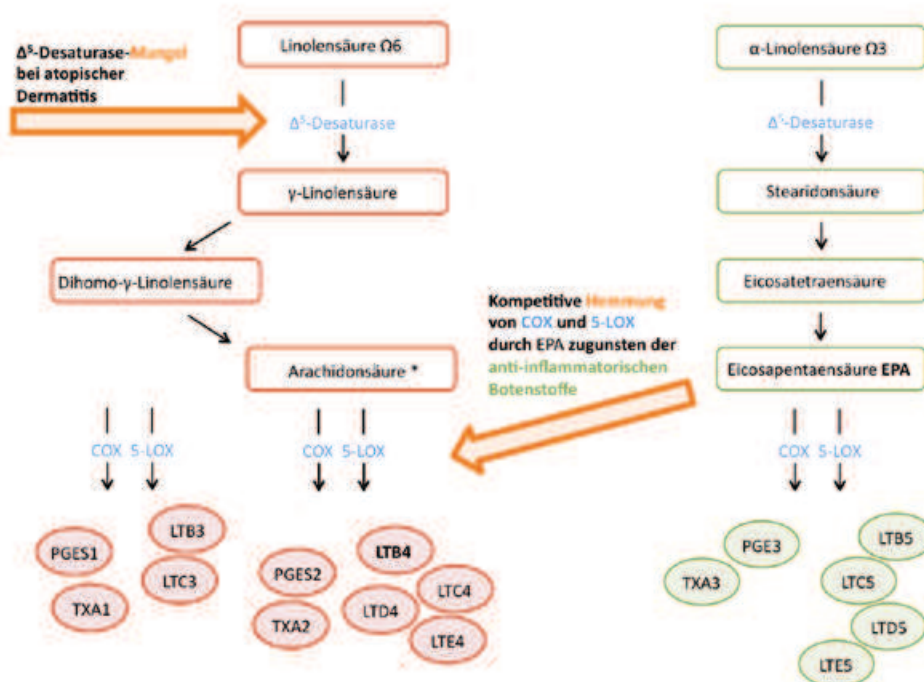 Δ⁵-Desaturase-Mangel
bei atopischer
Dermatitis
Linolensäure Ω6
Δ⁵-Desaturase
γ-Linolensäure
Dihomo-γ-Linolensäure
Arachidonsäure *
COX 5-LOX
COX 5-LOX
PGES1
LTB3
TXA1
LTC3
PGES2
LTB4
TXA2
LTD4
LTC4
LTE4
Kompetitive Hemmung
von COX und 5-LOX
durch EPA zugunsten der
anti-inflammatorischen
Botenstoffe
α-Linolensäure Ω3
Δ⁵-Desaturase
Stearidonsäure
Eicosatetraensäure
Eicosapentaensäure EPA
COX 5-LOX
PGE3
TXA3
LTB5
LTC5
LTD5
LTE5